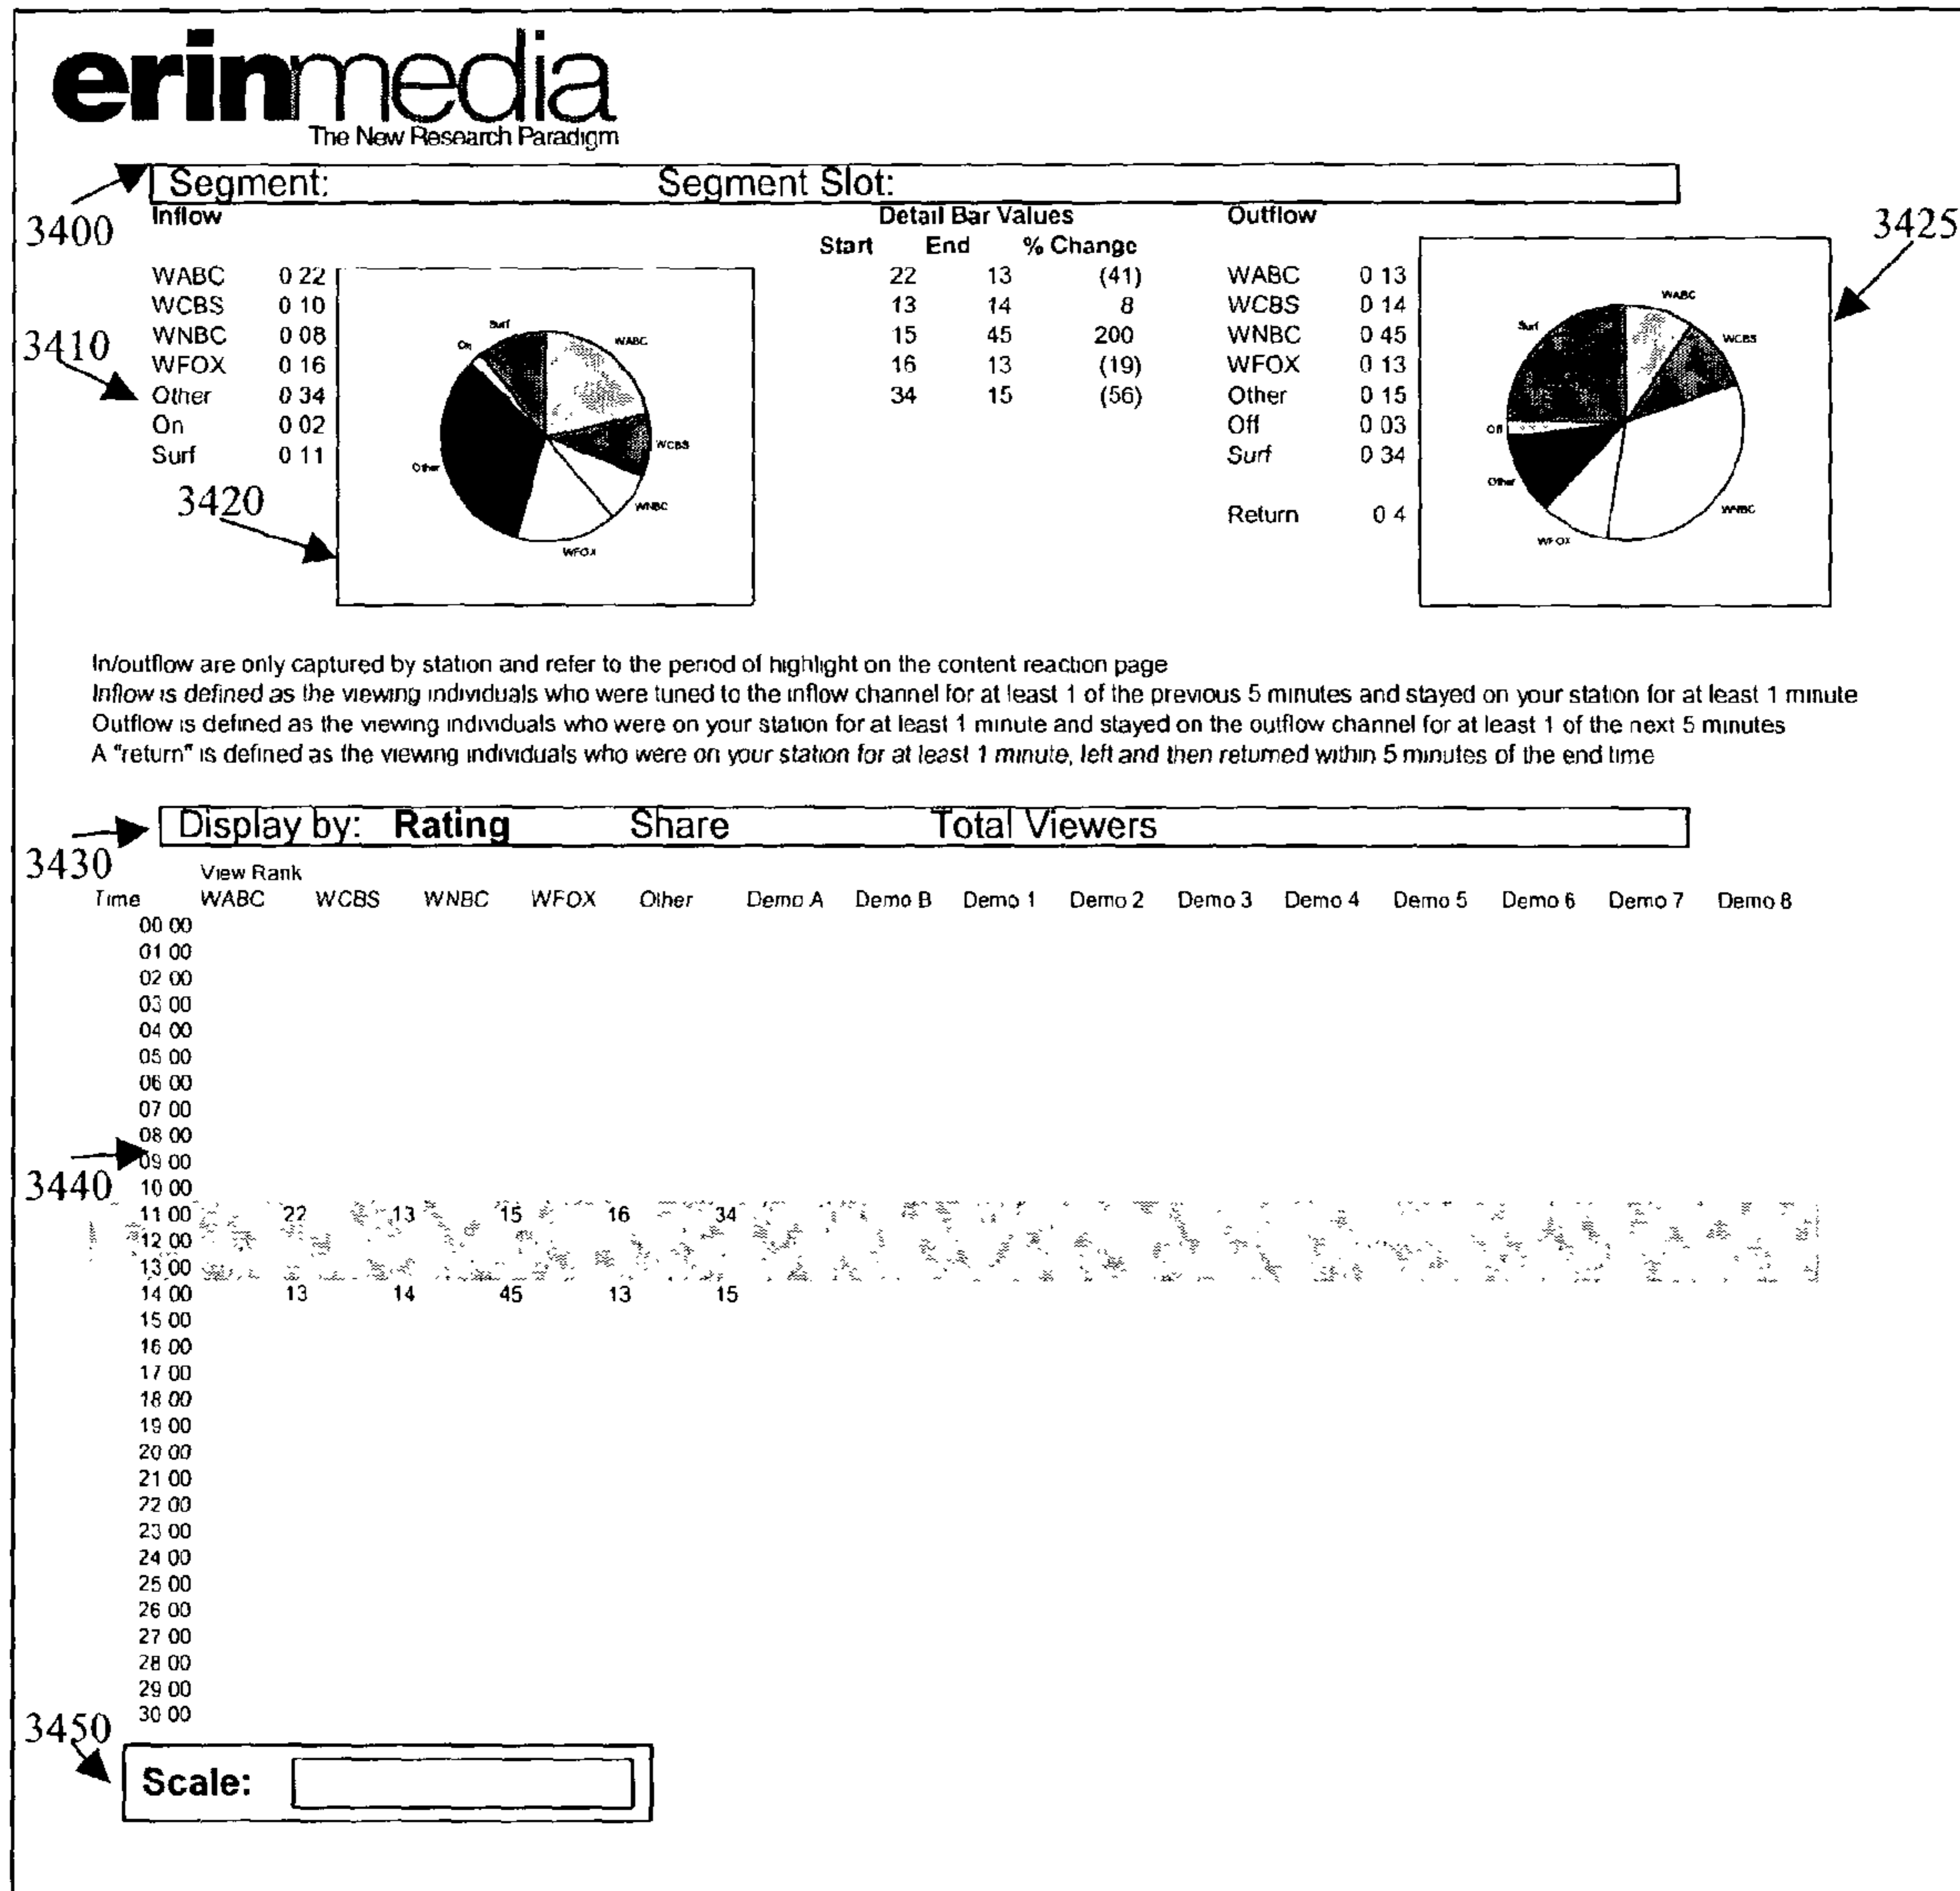 erinmedia
The New Research Paradigm
3400
Segment: Segment Slot:
Inflow Detail Bar Values Outflow
3425
Start End % Change
WABC 0 22 22 13 (41) WABC 0 13
WCBS 0 10 13 14 8 WCBS 0 14
3410
WNBC 0 08 15 45 200 WNBC 0 45
WFOX 0 16 16 13 (19) WFOX 0 13
Other 0 34 34 15 (56) Other 0 15
On 0 02 Off 0 03
Surf 0 11 Surf 0 34
Return 0 4
3420
Surf WABC
On
WCBS
Other
WNBC
WFOX
WABC
Surf WCBS
Off
Other
WNBC
WFOX
In/outflow are only captured by station and refer to the period of highlight on the content reaction page
Inflow is defined as the viewing individuals who were tuned to the inflow channel for at least 1 of the previous 5 minutes and stayed on your station for at least 1 minute
Outflow is defined as the viewing individuals who were on your station for at least 1 minute and stayed on the outflow channel for at least 1 of the next 5 minutes
A "return" is defined as the viewing individuals who were on your station for at least 1 minute, left and then returned within 5 minutes of the end time
3430
Display by: Rating Share Total Viewers
View Rank
Time WABC WCBS WNBC WFOX Other Demo A Demo B Demo 1 Demo 2 Demo 3 Demo 4 Demo 5 Demo 6 Demo 7 Demo 8
00 00
01 00
02 00
03 00
04 00
05 00
06 00
07 00
08 00
09 00
3440
10 00
11 00 22 13 15 16 34
12 00
13 00
14 00 13 14 45 13 15
15 00
16 00
17 00
18 00
19 00
20 00
21 00
22 00
23 00
24 00
25 00
26 00
27 00
28 00
29 00
30 00
3450
Scale: